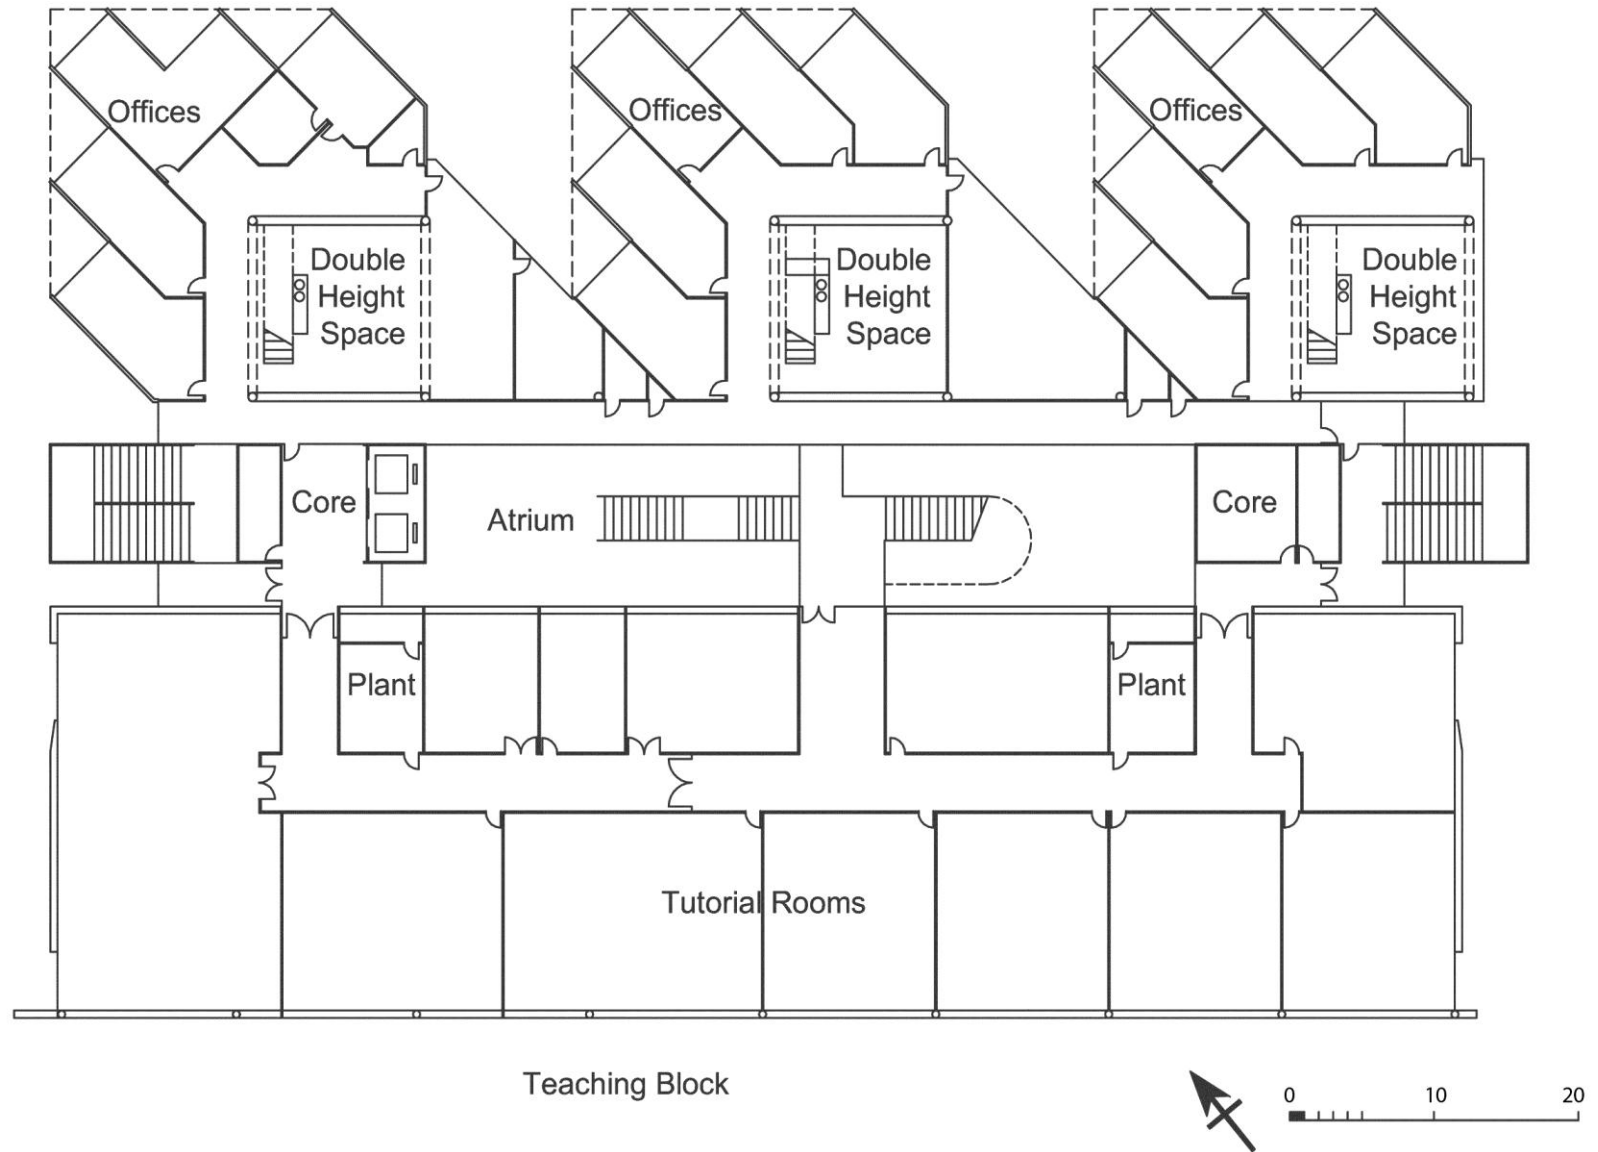 Offices
Offices
Offices
Double
Height
Space
Double
Height
Space
Double
Height
Space
Core
Atrium
Core
Plant
Plant
Tutorial Rooms
Teaching Block
0 10 20